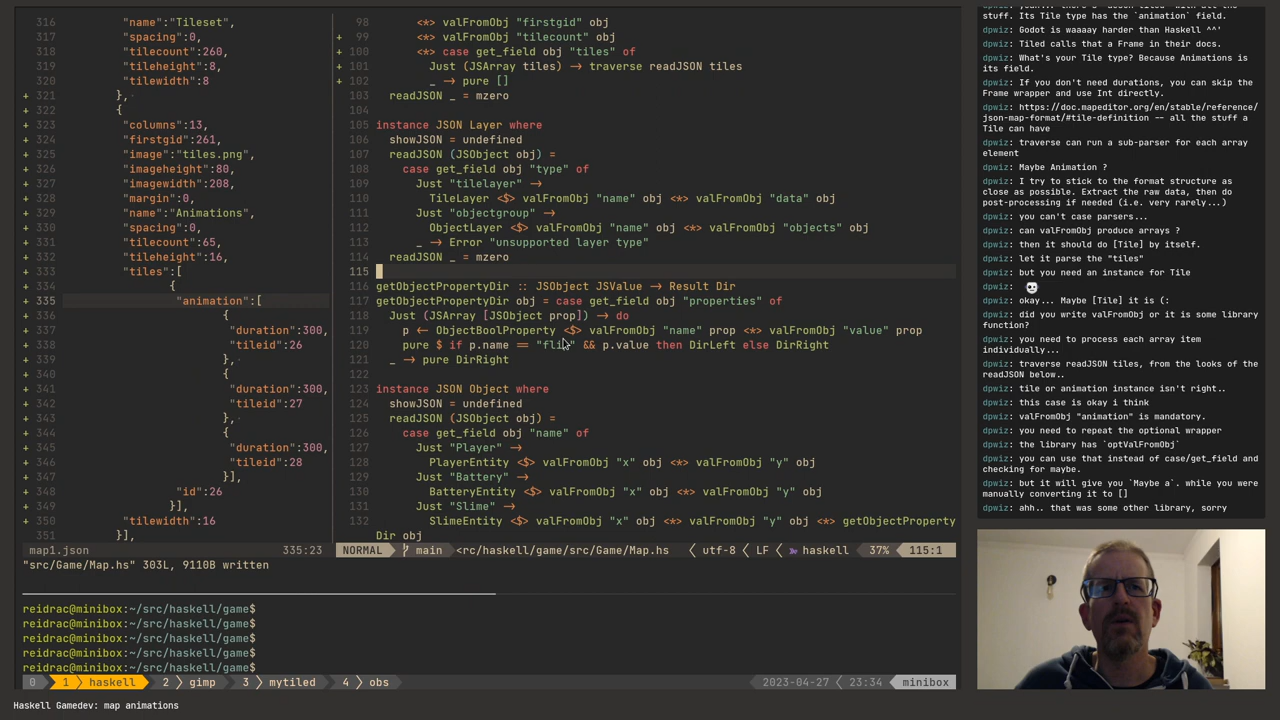 316 "name":"Tileset",
317 "spacing":0,
318 "tilecount":260,
319 "tileheight":8,
320 "tilewidth":8
+ 321 },
+ 322 {
+ 323 "columns":13,
+ 324 "firstgid":261,
+ 325 "image":"tiles.png",
+ 326 "imageheight":80,
+ 327 "imagewidth":208,
+ 328 "margin":0,
+ 329 "name":"Animations",
+ 330 "spacing":0,
+ 331 "tilecount":65,
+ 332 "tileheight":16,
+ 333 "tiles":[
+ 334 {
+ 335 "animation":[
+ 336 {
+ 337 "duration":300,
+ 338 "tileid":26
+ 339 },
+ 340 {
+ 341 "duration":300,
+ 342 "tileid":27
+ 343 },
+ 344 {
+ 345 "duration":300,
+ 346 "tileid":28
+ 347 }],
+ 348 "id":26
+ 349 }],
+ 350 "tilewidth":16
351 }],
map1.json 335:23
98 <*> valFromObj "firstgid" obj
+ 99 <*> valFromObj "tilecount" obj
+ 100 <*> case get_field obj "tiles" of
+ 101 Just (JSArray tiles) → traverse readJSON tiles
+ 102 _ → pure []
103 readJSON _ = mzero
104
105 instance JSON Layer where
106 showJSON = undefined
107 readJSON (JSObject obj) =
108 case get_field obj "type" of
109 Just "tilelayer" →
110 TileLayer <$> valFromObj "name" obj <*> valFromObj "data" obj
111 Just "objectgroup" →
112 ObjectLayer <$> valFromObj "name" obj <*> valFromObj "objects" obj
113 _ → Error "unsupported layer type"
114 readJSON _ = mzero
115
116 getObjectPropertyDir :: JSObject JSValue → Result Dir
117 getObjectPropertyDir obj = case get_field obj "properties" of
118 Just (JSArray [JSObject prop]) → do
119 p ← ObjectBoolProperty <$> valFromObj "name" prop <*> valFromObj "value" prop
120 pure $ if p.name == "flip" && p.value then DirLeft else DirRight
121 _ → pure DirRight
122
123 instance JSON Object where
124 showJSON = undefined
125 readJSON (JSObject obj) =
126 case get_field obj "name" of
127 Just "Player" →
128 PlayerEntity <$> valFromObj "x" obj <*> valFromObj "y" obj
129 Just "Battery" →
130 BatteryEntity <$> valFromObj "x" obj <*> valFromObj "y" obj
131 Just "Slime" →
132 SlimeEntity <$> valFromObj "x" obj <*> valFromObj "y" obj <*> getObjectProperty
Dir obj
NORMAL main <rc/haskell/game/src/Game/Map.hs utf-8 < LF < haskell 37% 115:1
"src/Game/Map.hs" 303L, 9110B written
reidrac@minibox:~/src/haskell/game$
reidrac@minibox:~/src/haskell/game$
reidrac@minibox:~/src/haskell/game$
reidrac@minibox:~/src/haskell/game$
reidrac@minibox:~/src/haskell/game$
0 1 > haskell 2 > gimp 3 > mytiled 4 > obs 2023-04-27 < 23:34 minibox
stuff. Its Tile type has the `animation` field.
dpwiz: Godot is waaaay harder than Haskell ^^'
dpwiz: Tiled calls that a Frame in their docs.
dpwiz: What's your Tile type? Because Animations is
its field.
dpwiz: If you don't need durations, you can skip the
Frame wrapper and use Int directly.
dpwiz: https://doc.mapeditor.org/en/stable/reference/
json-map-format/#tile-definition -- all the stuff a
Tile can have
dpwiz: traverse can run a sub-parser for each array
element
dpwiz: Maybe Animation ?
dpwiz: I try to stick to the format structure as
close as possible. Extract the raw data, then do
post-processing if needed (i.e. very rarely...)
dpwiz: you can't case parsers...
dpwiz: can valFromObj produce arrays ?
dpwiz: then it should do [Tile] by itself.
dpwiz: let it parse the "tiles"
dpwiz: but you need an instance for Tile
dpwiz:
dpwiz: okay... Maybe [Tile] it is (:
dpwiz: did you write valFromObj or it is some library
function?
dpwiz: you need to process each array item
individually...
dpwiz: traverse readJSON tiles, from the looks of the
readJSON below..
dpwiz: tile or animation instance isn't right..
dpwiz: this case is okay i think
dpwiz: valFromObj "animation" is mandatory.
dpwiz: you need to repeat the optional wrapper
dpwiz: the library has `optValFromObj`
dpwiz: you can use that instead of case/get_field and
checking for maybe.
dpwiz: but it will give you `Maybe a`. while you were
manually converting it to []
dpwiz: ahh.. that was some other library, sorry
Haskell Gamedev: map animations